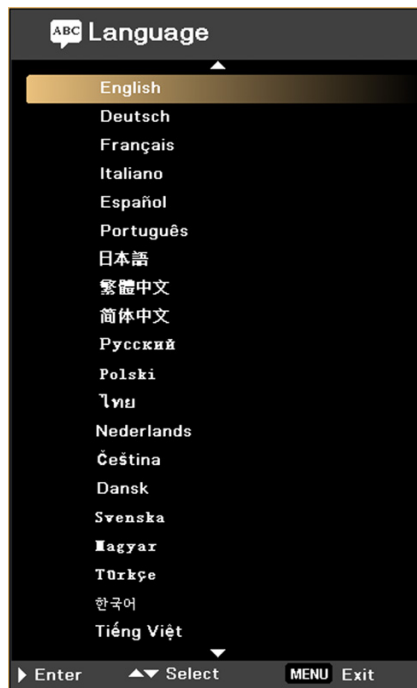 ABC Language
English
Deutsch
Français
Italiano
Español
Português
日本語
繁體中文
简体中文
Русский
Polski
ไทย
Nederlands
Čeština
Dansk
Svenska
Magyar
Türkçe
한국어
Tiếng Việt
Enter Select MENU Exit